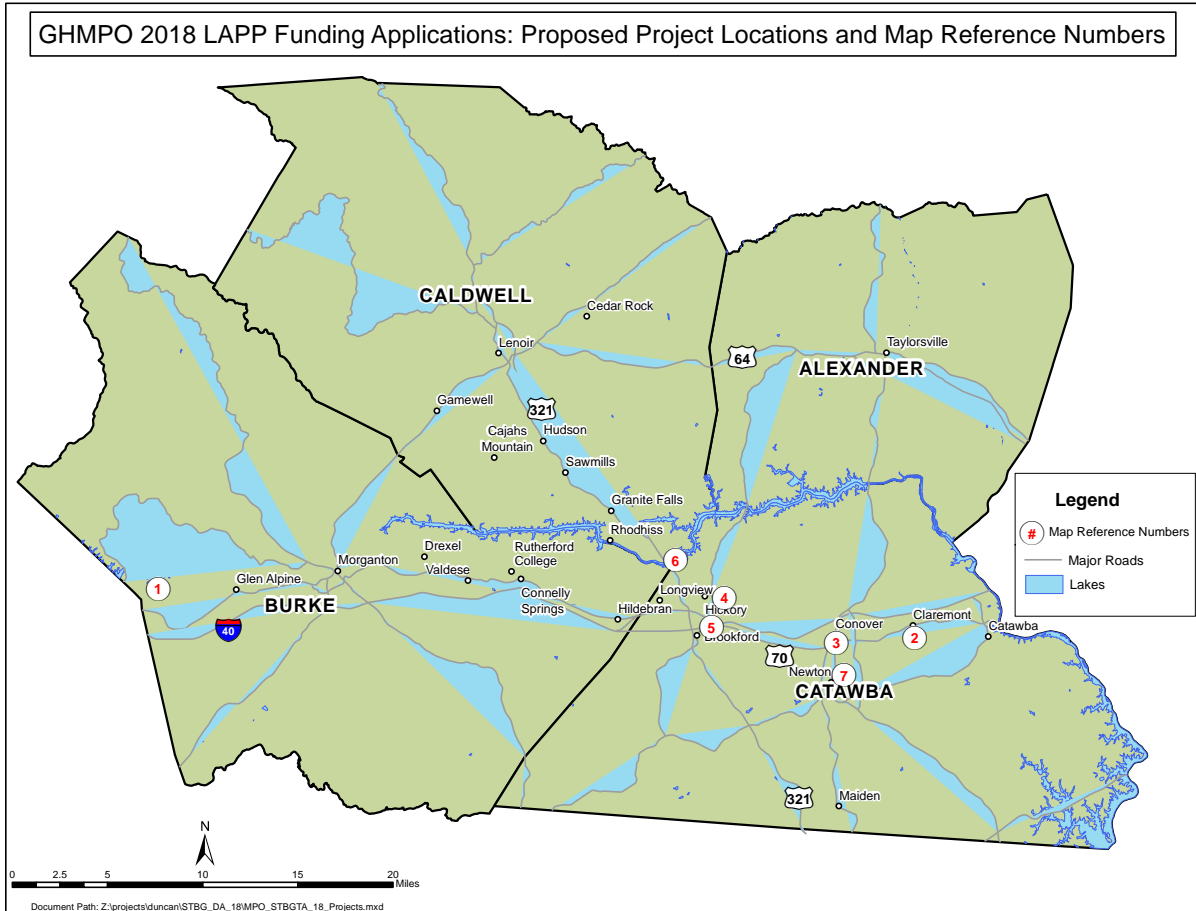 GHMPO 2018 LAPP Funding Applications: Proposed Project Locations and Map Reference Numbers
CALDWELL
Cedar Rock
Lenoir
64
Taylorsville
ALEXANDER
Gamewell
321
Cajahs
Mountain
Hudson
Sawmills
Granite Falls
Rhodhiss
Drexel
Rutherford
College
Morganton
Valdese
Connelly
Springs
6
1
Glen Alpine
BURKE
40
Longview
4
Hickory
Hildebran
5
Brookford
Conover
3
Claremont
2
Catawba
70
Newton
7
CATAWBA
321
Maiden
Legend
# Map Reference Numbers
Major Roads
Lakes
N
0 2.5 5 10 15 20
Miles
Document Path: Z:\projects\duncan\STBG_DA_18\MPO_STBGTA_18_Projects.mxd